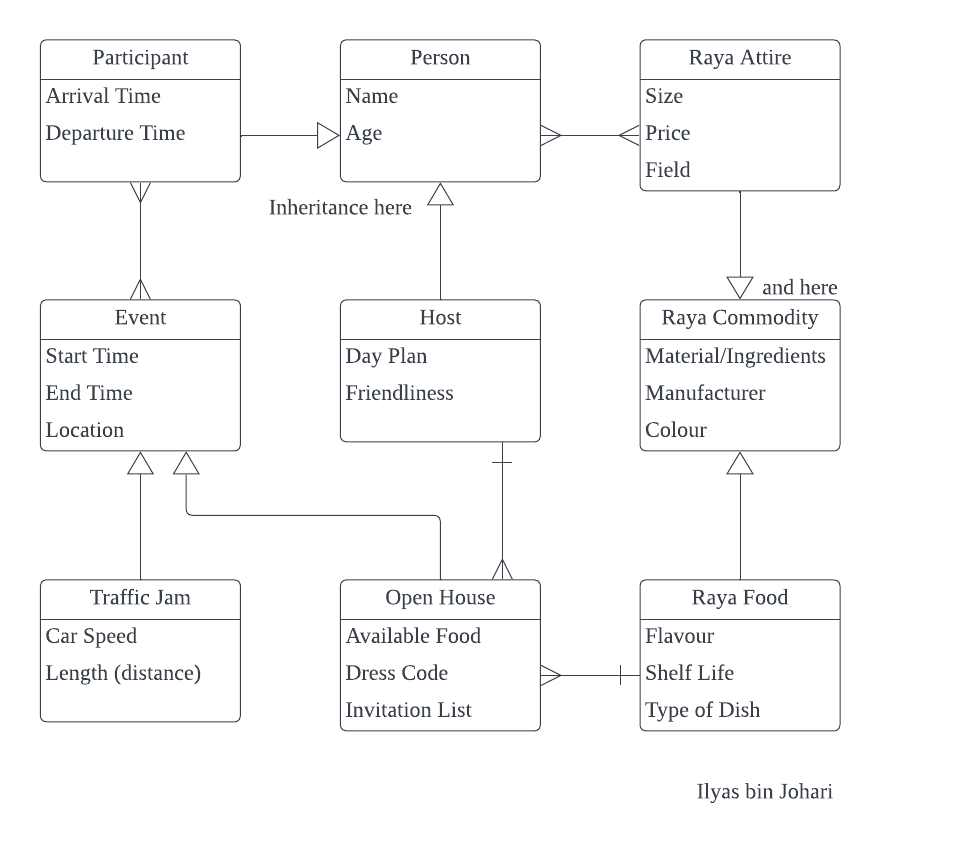 Participant
Arrival Time
Departure Time
Person
Name
Age
Raya Attire
Size
Price
Field
Inheritance here
and here
Event
Start Time
End Time
Location
Host
Day Plan
Friendliness
Raya Commodity
Material/Ingredients
Manufacturer
Colour
Traffic Jam
Car Speed
Length (distance)
Open House
Available Food
Dress Code
Invitation List
Raya Food
Flavour
Shelf Life
Type of Dish
Ilyas bin Johari